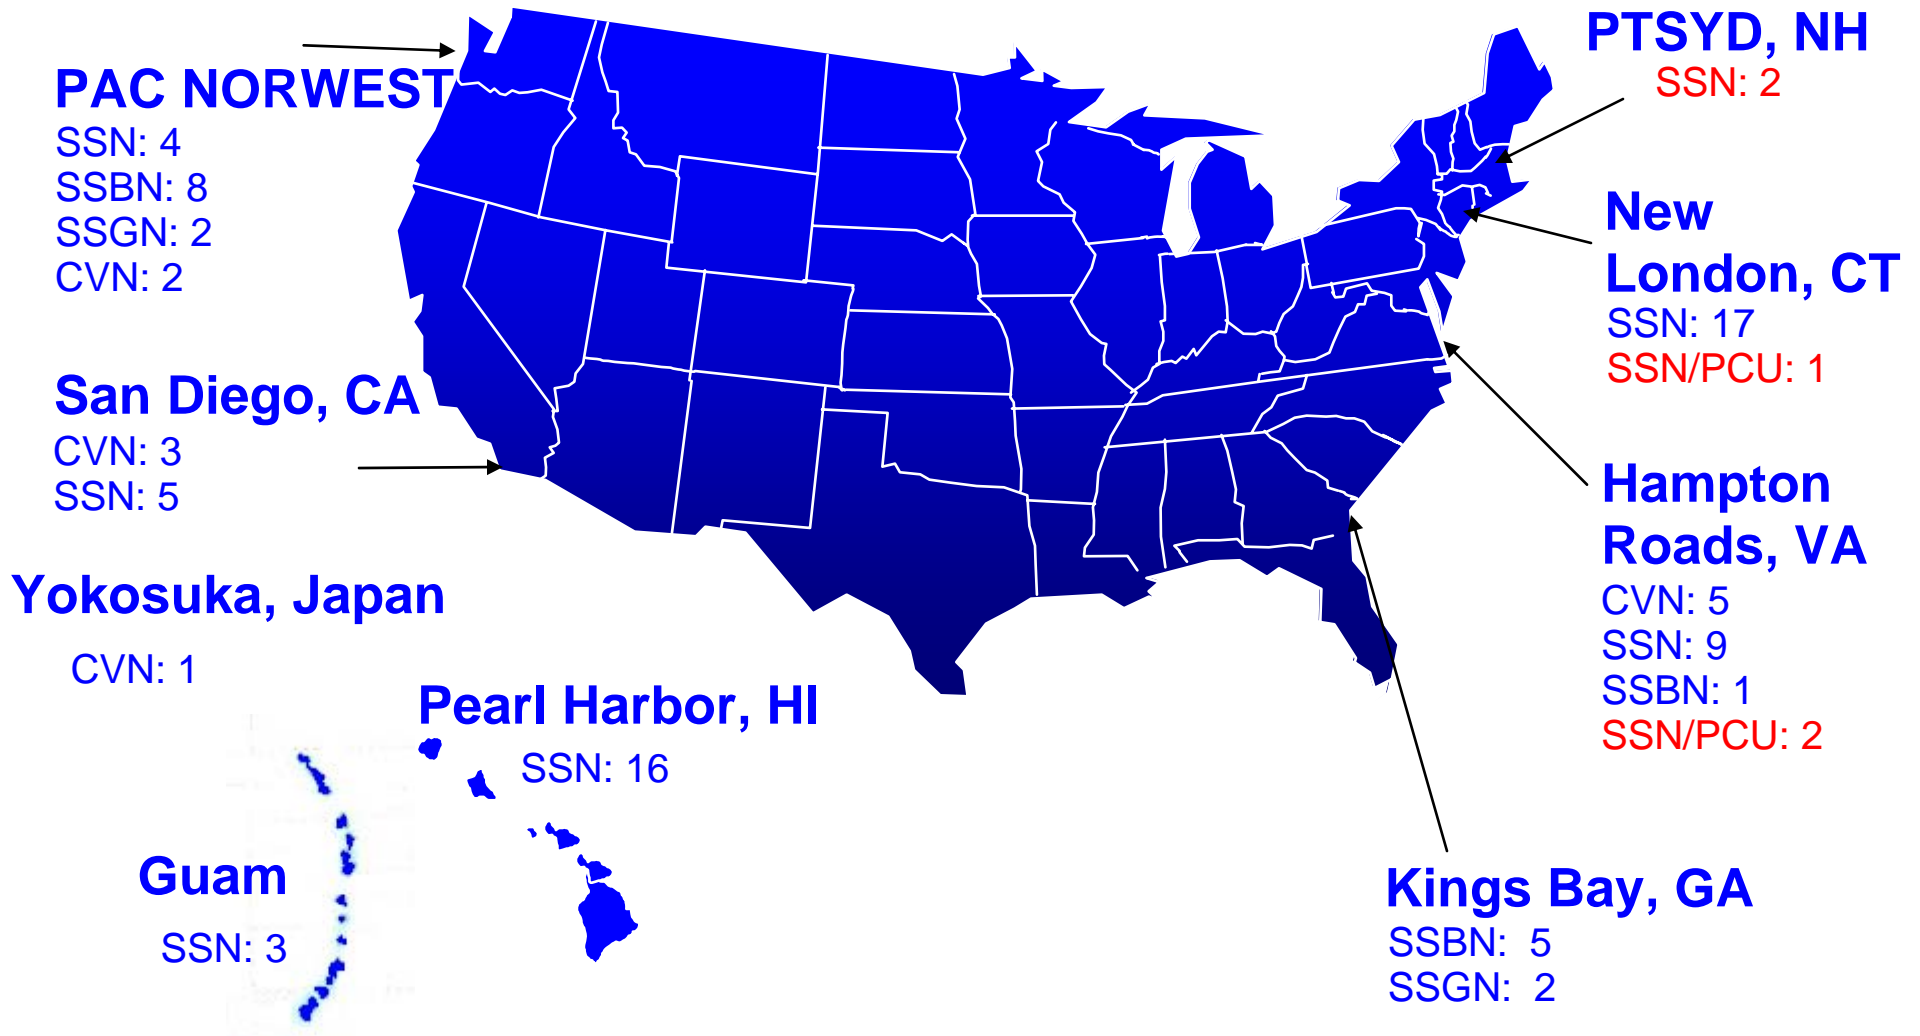 PAC NORWEST
SSN: 4
SSBN: 8
SSGN: 2
CVN: 2
San Diego, CA
CVN: 3
SSN: 5
Yokosuka, Japan
CVN: 1
Guam
SSN: 3
Pearl Harbor, HI
SSN: 16
PTSYD, NH
SSN: 2
New
London, CT
SSN: 17
SSN/PCU: 1
Hampton
Roads, VA
CVN: 5
SSN: 9
SSBN: 1
SSN/PCU: 2
Kings Bay, GA
SSBN: 5
SSGN: 2